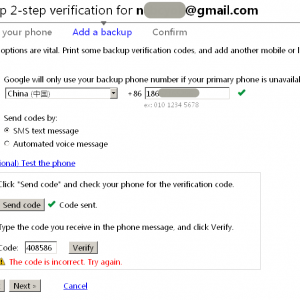 p 2-step verification for n @gmail.com
your phone Add a backup Confirm
options are vital. Print some backup verification codes, and add another mobile or l
Google will only use your backup phone number if your primary phone is unavaila
China (中国) +86 186
ex: 010 1294 5678
Send codes by:
SMS text message
Automated voice message
ional) Test the phone
Click "Send code" and check your phone for the verification code.
Send code Code sent.
Type the code you receive in the phone message, and click Verify.
Code: 408586 Verify
The code is incorrect. Try again.
Next » Cancel